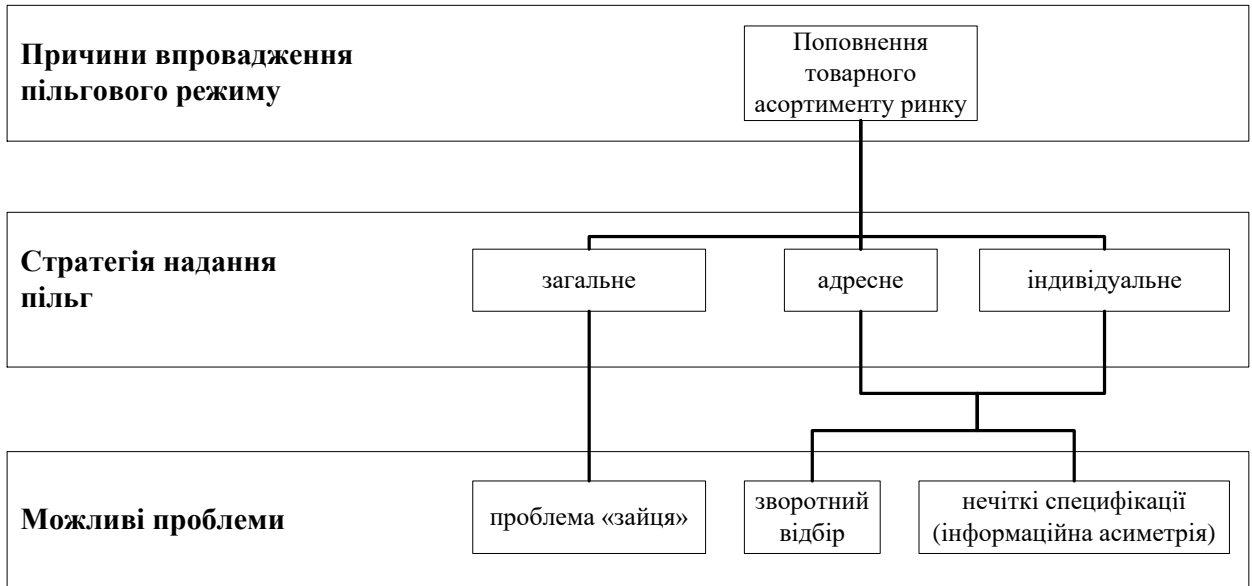 Причини впровадження
пільгового режиму
Поповнення
товарного
асортименту ринку
Стратегія надання
пільг
загальне
адресне
індивідуальне
Можливі проблеми
проблема «зайця»
зворотний
відбір
нечіткі специфікації
(інформаційна асиметрія)